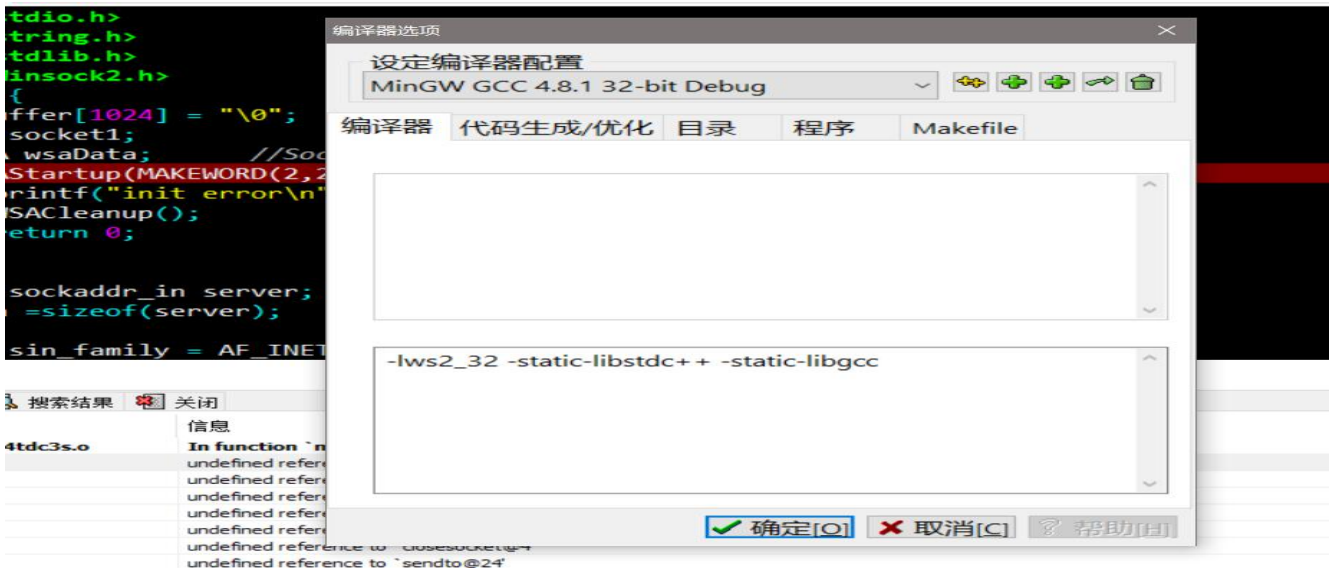 tdio.h>
tring.h>
tdlib.h>
insock2.h>
{
ffer[1024] = "\0";
socket1;
wsaData; //Soc
Startup(MAKEWORD(2,2
rintf("init error\n"
SACleanup();
eturn 0;
sockaddr_in server;
=sizeof(server);
sin_family = AF_INET
编译器选项
设定编译器配置
MinGW GCC 4.8.1 32-bit Debug
编译器 代码生成/优化 目录 程序 Makefile
-lws2_32 -static-libstdc++ -static-libgcc
确定[O] 取消[C] 帮助[H]
搜索结果 关闭
信息
4tdc3s.o In function `m
undefined refere
undefined refere
undefined refere
undefined refere
undefined refere
undefined reference to `closesocket@4'
undefined reference to `sendto@24'